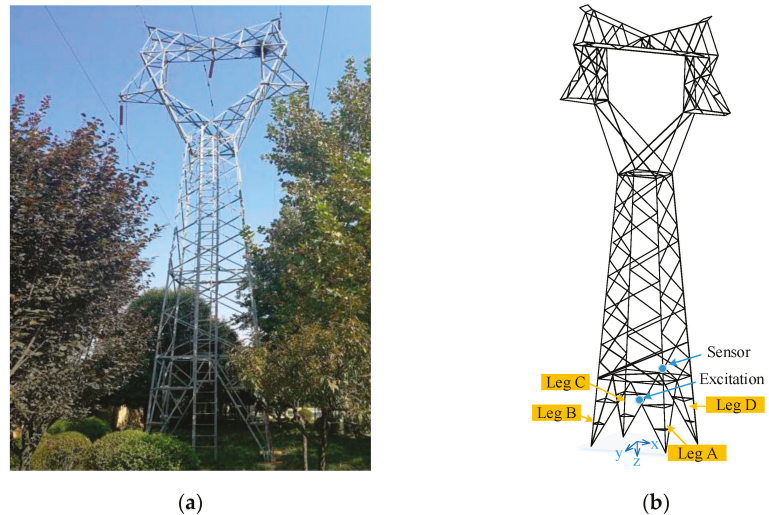 Sensor
Excitation
Leg C
Leg D
Leg B
Leg A
y
x
z
(a)
(b)